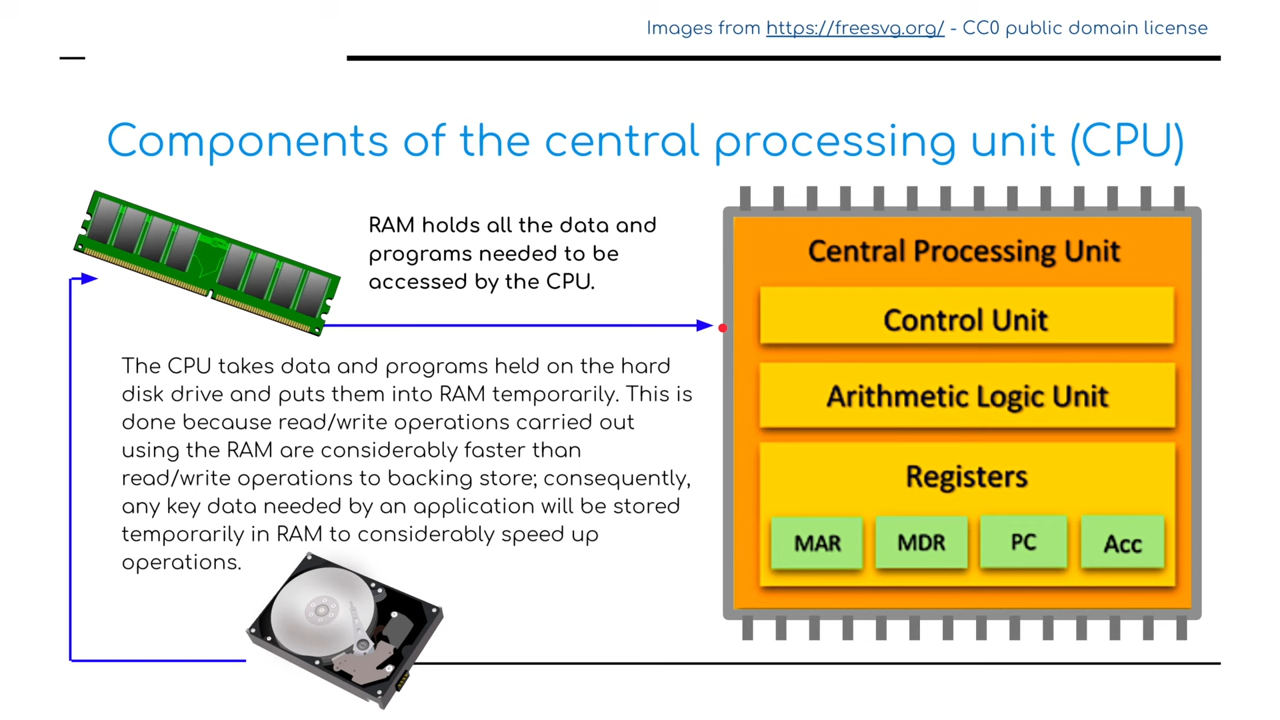 Images from https://freesvg.org/ - CC0 public domain license
Components of the central processing unit (CPU)
RAM holds all the data and
programs needed to be
accessed by the CPU.
The CPU takes data and programs held on the hard
disk drive and puts them into RAM temporarily. This is
done because read/write operations carried out
using the RAM are considerably faster than
read/write operations to backing store; consequently,
any key data needed by an application will be stored
temporarily in RAM to considerably speed up
operations.
Central Processing Unit
Control Unit
Arithmetic Logic Unit
Registers
MAR MDR PC Acc